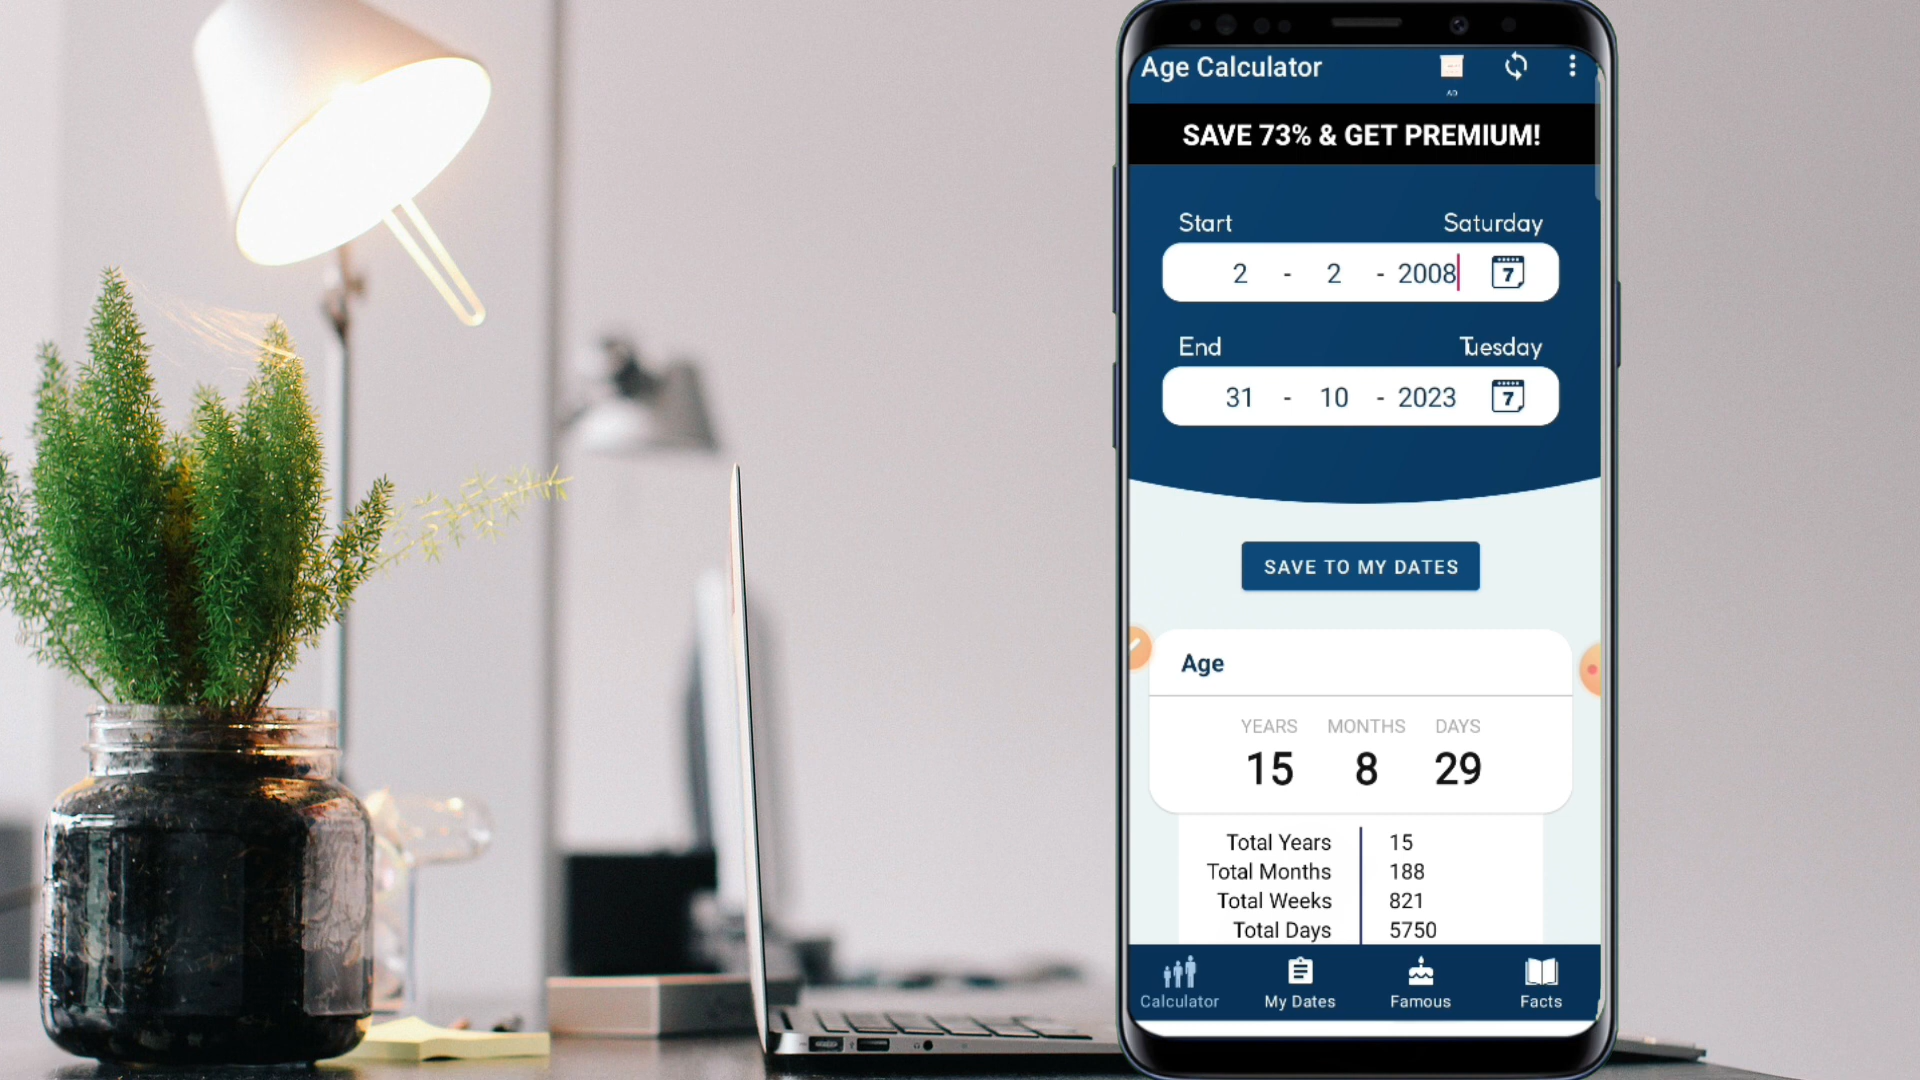 Age Calculator
AD
SAVE 73% & GET PREMIUM!
Start Saturday
2 - 2 - 2008
7
End Tuesday
31 - 10 - 2023
7
SAVE TO MY DATES
Age
YEARS MONTHS DAYS
15 8 29
Total Years 15
Total Months 188
Total Weeks 821
Total Days 5750
Calculator My Dates Famous Facts